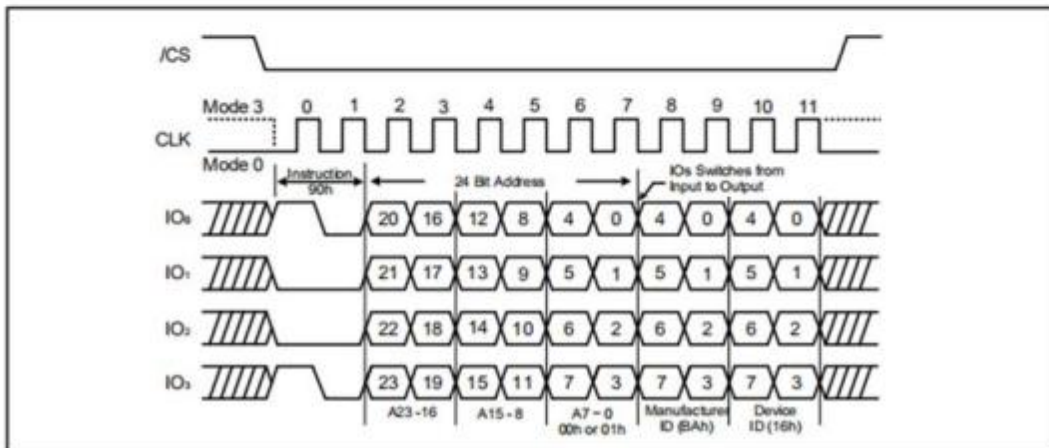 /CS
Mode 3 0 1 2 3 4 5 6 7 8 9 10 11
CLK
Mode 0
Instruction
90h
24 Bit Address
IOs Switches from
Input to Output
IO₀ 20 16 12 8 4 0 4 0 4 0
IO₁ 21 17 13 9 5 1 5 1 5 1
IO₂ 22 18 14 10 6 2 6 2 6 2
IO₃ 23 19 15 11 7 3 7 3 7 3
A23 -16 A15 - 8 A7 ~ 0 Manufacturer Device
00h or 01h ID (BAh) ID (16h)